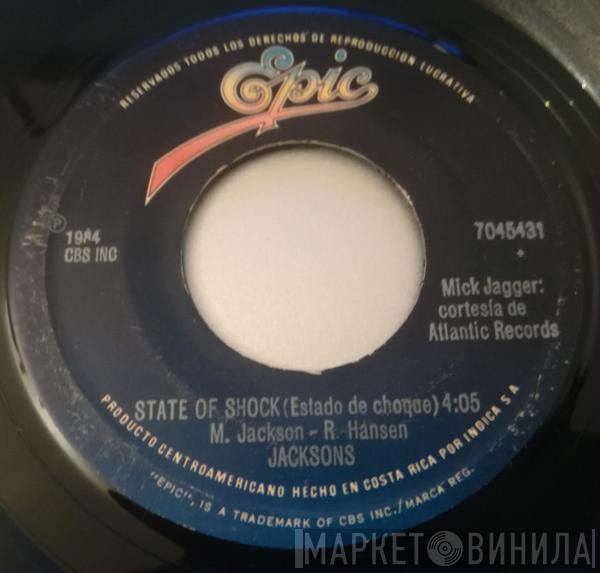 RESERVADOS TODOS LOS DERECHOS DE REPRODUCCION LUCRATIVA
Epic
℗ 1984
CBS INC
7045431
Mick Jagger:
cortesía de
Atlantic Records
STATE OF SHOCK (Estado de choque) 4:05
M. Jackson - R. Hansen
JACKSONS
PRODUCTO CENTROAMERICANO HECHO EN COSTA RICA POR INDICA S A
"EPIC", IS A TRADEMARK OF CBS INC./MARCA REG.
МАРКЕТ ВИНИЛА